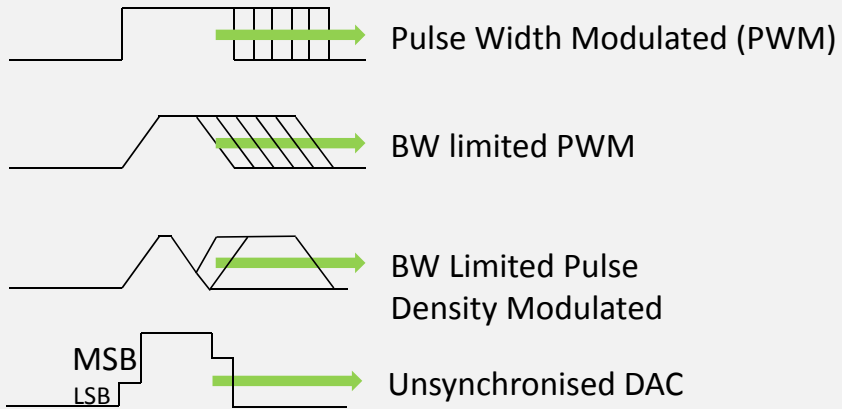 Pulse Width Modulated (PWM)
BW limited PWM
BW Limited Pulse
Density Modulated
MSB
LSB
Unsynchronised DAC